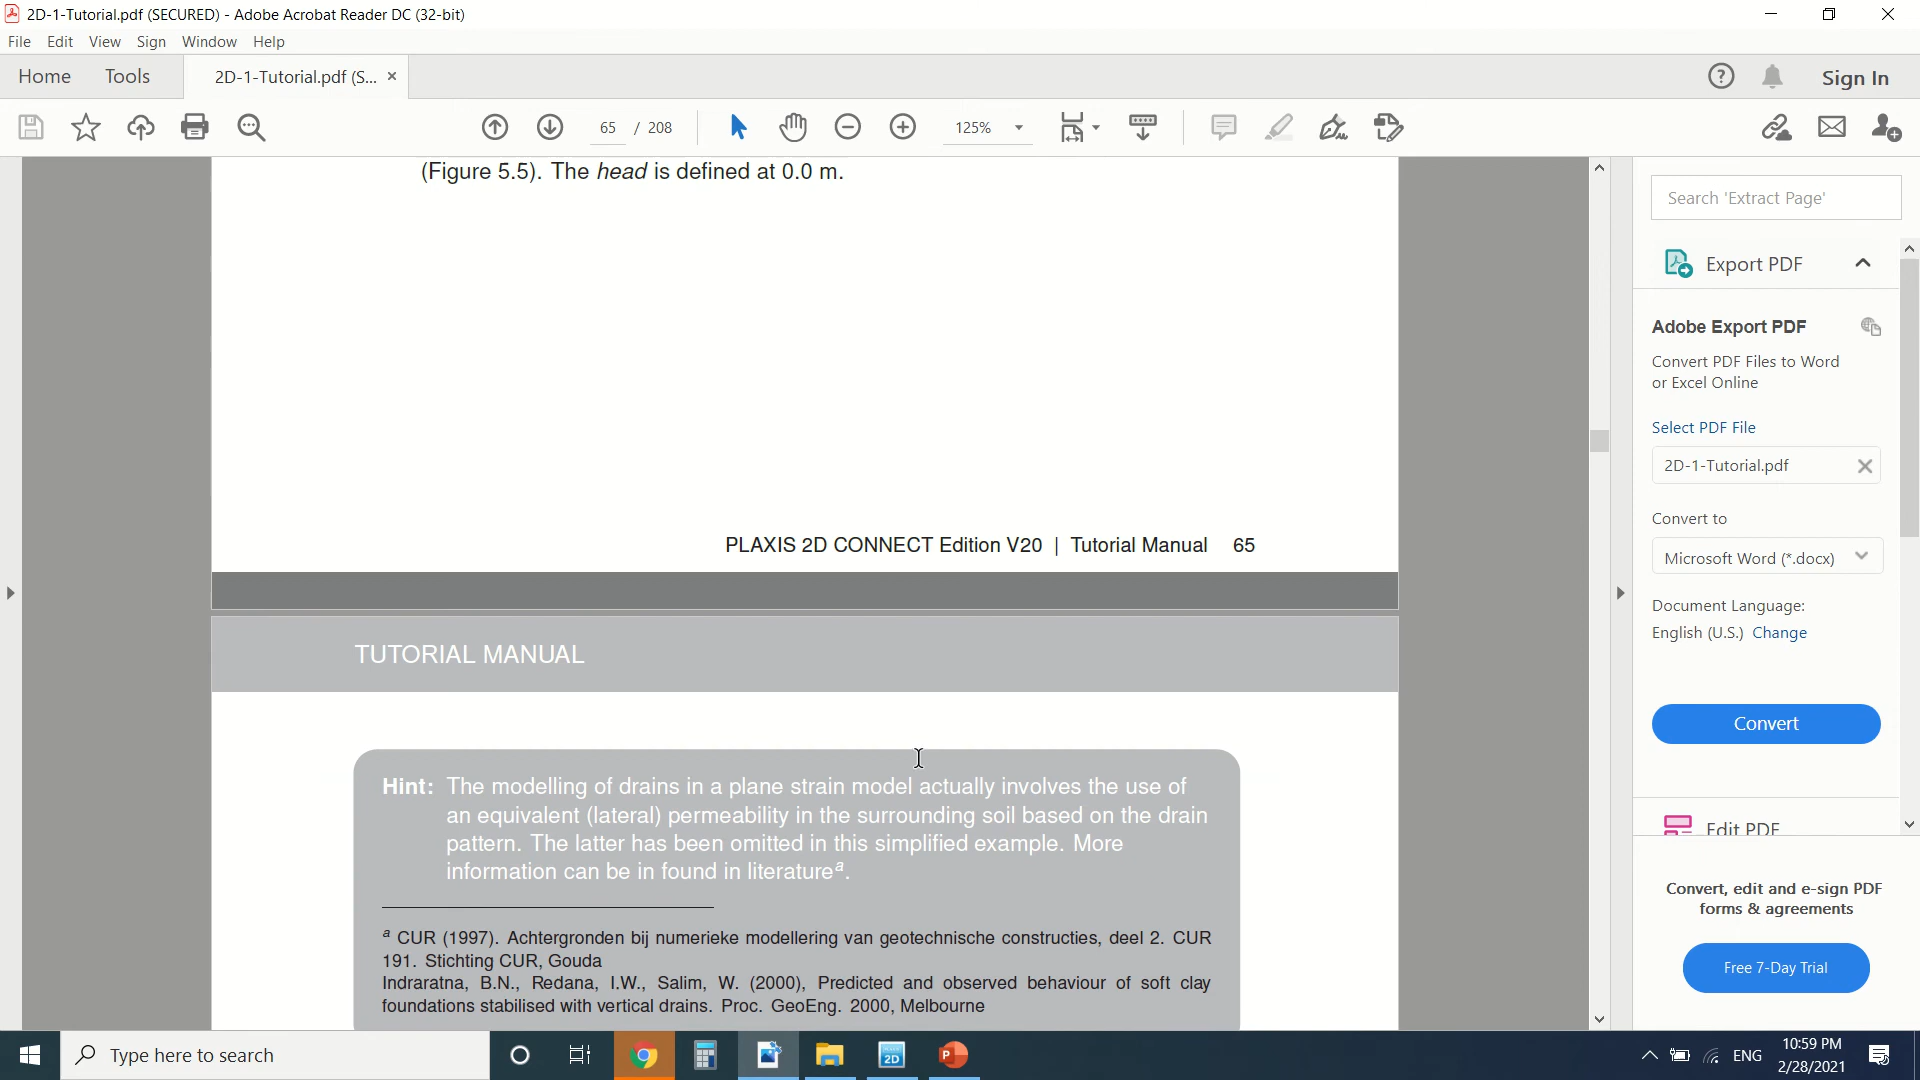 2D-1-Tutorial.pdf (SECURED) - Adobe Acrobat Reader DC (32-bit)
File Edit View Sign Window Help
Home Tools 2D-1-Tutorial.pdf (S... Sign In
65 / 208 125%
(Figure 5.5). The head is defined at 0.0 m.
PLAXIS 2D CONNECT Edition V20 | Tutorial Manual 65
TUTORIAL MANUAL
Hint: The modelling of drains in a plane strain model actually involves the use of
an equivalent (lateral) permeability in the surrounding soil based on the drain
pattern. The latter has been omitted in this simplified example. More
information can be in found in literature a.
a CUR (1997). Achtergronden bij numerieke modellering van geotechnische constructies, deel 2. CUR
191. Stichting CUR, Gouda
Indraratna, B.N., Redana, I.W., Salim, W. (2000), Predicted and observed behaviour of soft clay
foundations stabilised with vertical drains. Proc. GeoEng. 2000, Melbourne
Search 'Extract Page'
Export PDF
Adobe Export PDF
Convert PDF Files to Word
or Excel Online
Select PDF File
2D-1-Tutorial.pdf
Convert to
Microsoft Word (*.docx)
Document Language:
English (U.S.) Change
Convert
Edit PDF
Convert, edit and e-sign PDF
forms & agreements
Free 7-Day Trial
Type here to search
2D
P
ENG
10:59 PM
2/28/2021